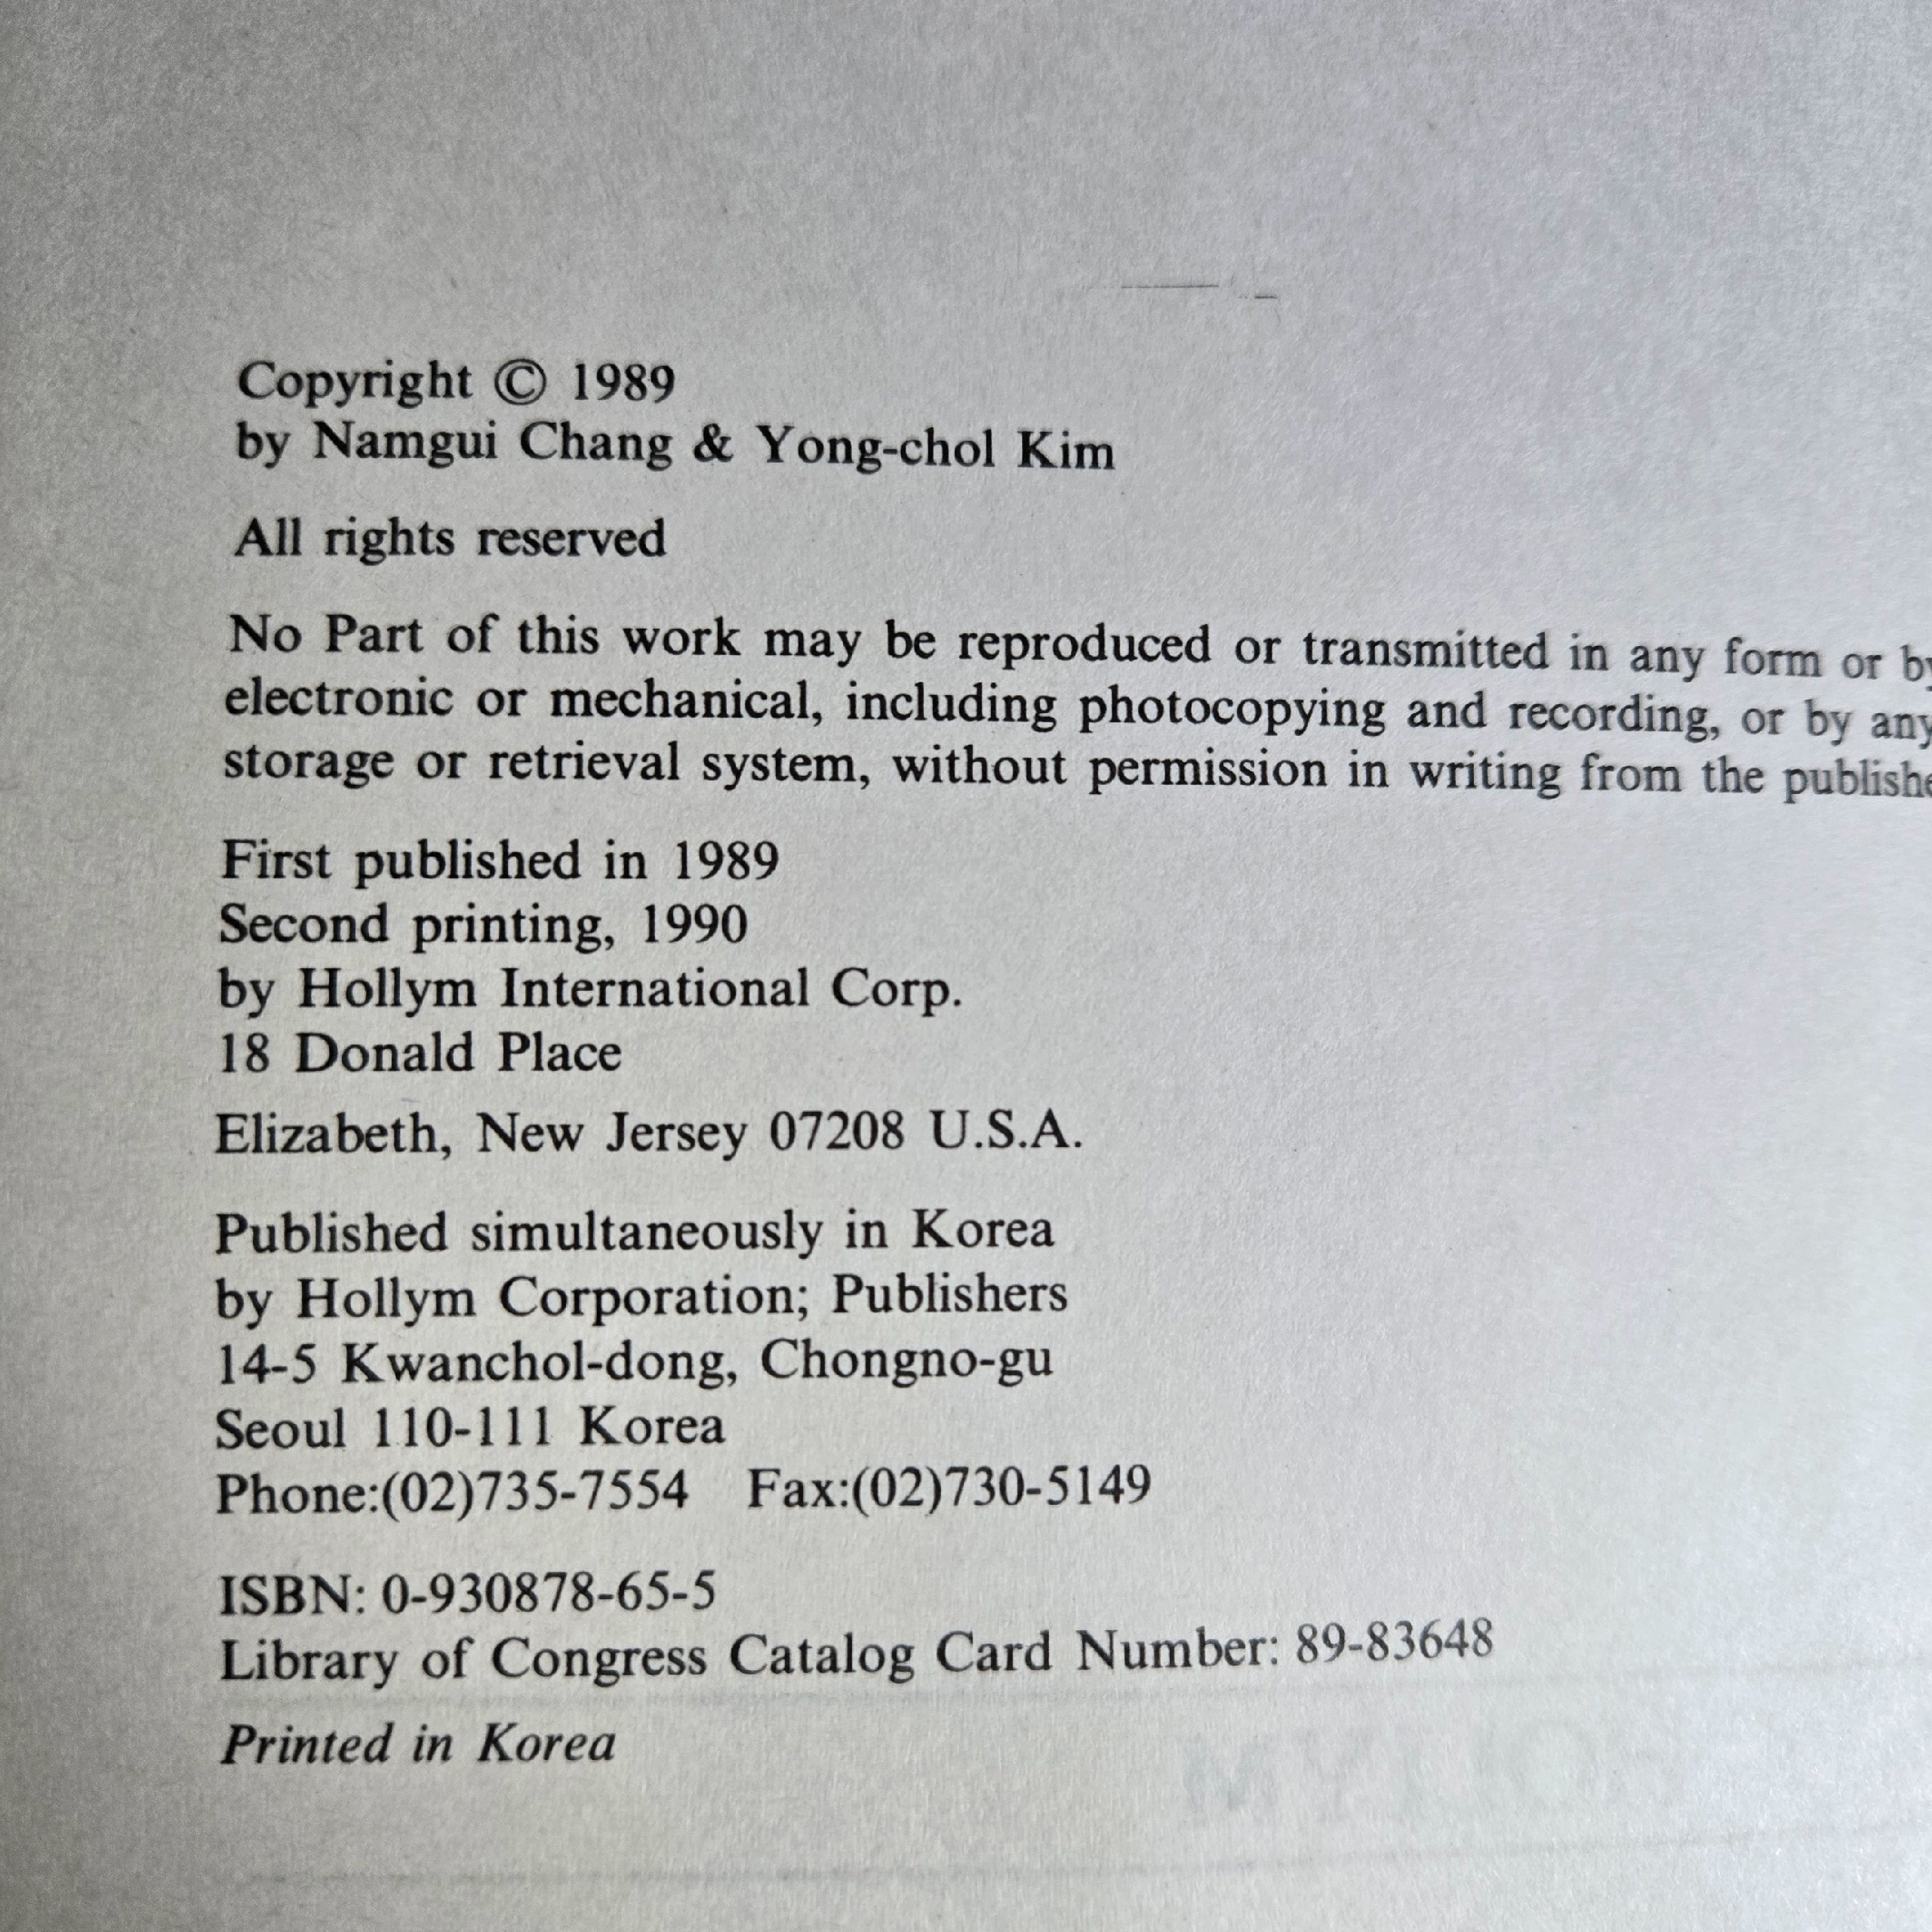 Copyright © 1989
by Namgui Chang & Yong-chol Kim
All rights reserved
No Part of this work may be reproduced or transmitted in any form or by
electronic or mechanical, including photocopying and recording, or by any
storage or retrieval system, without permission in writing from the
First published in 1989
Second printing, 1990
by Hollym International Corp.
18 Donald Place
Elizabeth, New Jersey 07208 U.S.A.
Published simultaneously in Korea
by Hollym Corporation; Publishers
14-5 Kwanchol-dong, Chongno-gu
Seoul 110-111 Korea
Phone:(02)735-7554 Fax:(02)730-5149
ISBN: 0-930878-65-5
Library of Congress Catalog Card Number: 89-83648
Printed in Korea